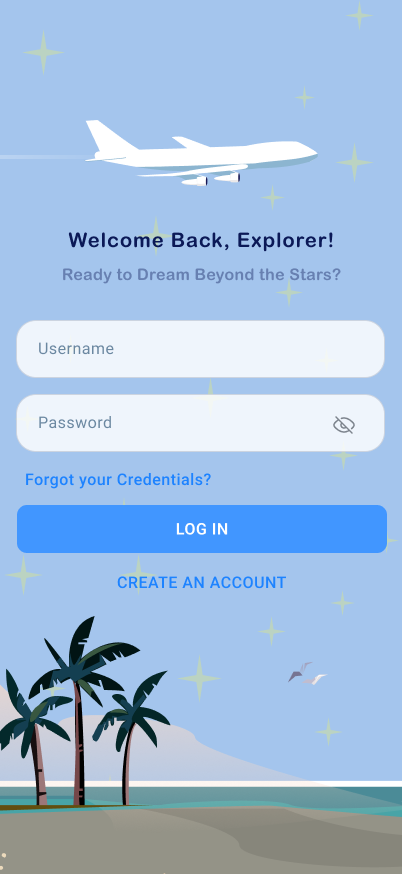 Welcome Back, Explorer!
Ready to Dream Beyond the Stars?
Username
Password
Forgot your Credentials?
LOG IN
CREATE AN ACCOUNT